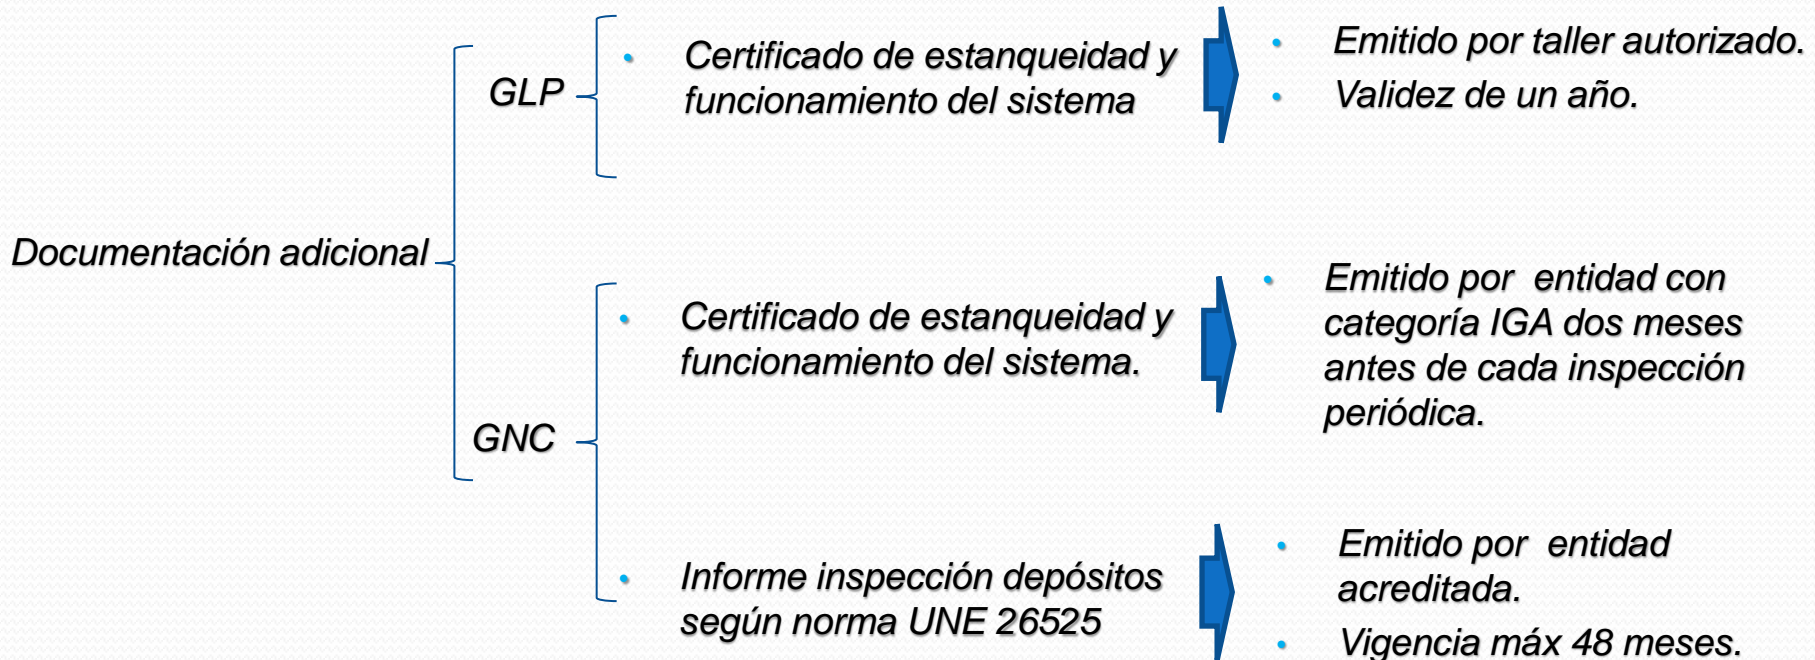 Documentación adicional
GLP
• Certificado de estanqueidad y
funcionamiento del sistema
• Emitido por taller autorizado.
• Validez de un año.
GNC
• Certificado de estanqueidad y
funcionamiento del sistema.
• Emitido por entidad con
categoría IGA dos meses
antes de cada inspección
periódica.
• Informe inspección depósitos
según norma UNE 26525
• Emitido por entidad
acreditada.
• Vigencia máx 48 meses.